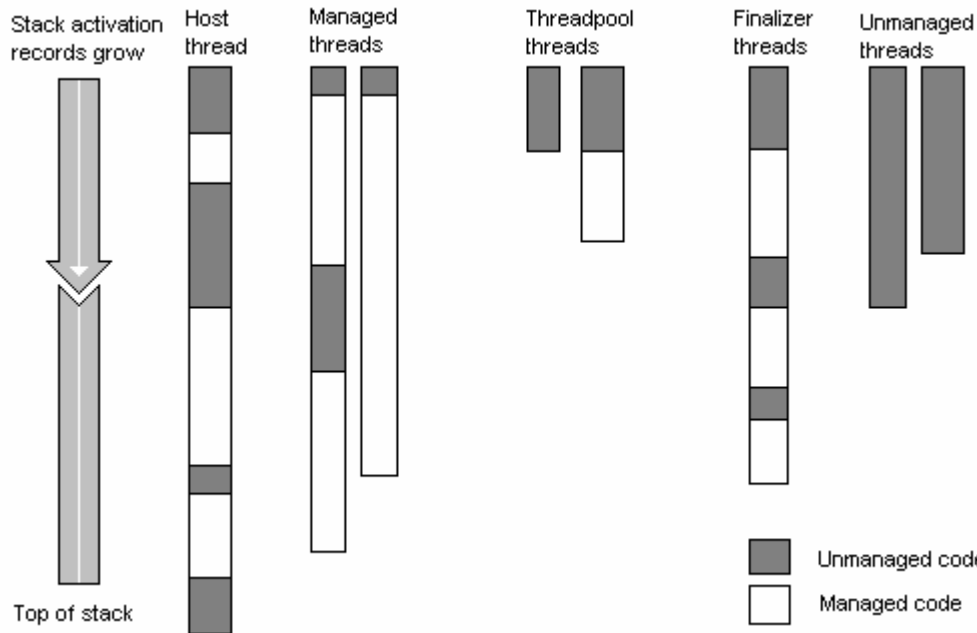 Stack activation
records grow
Host
thread
Managed
threads
Threadpool
threads
Finalizer
threads
Unmanaged
threads
Top of stack
Unmanaged code
Managed code